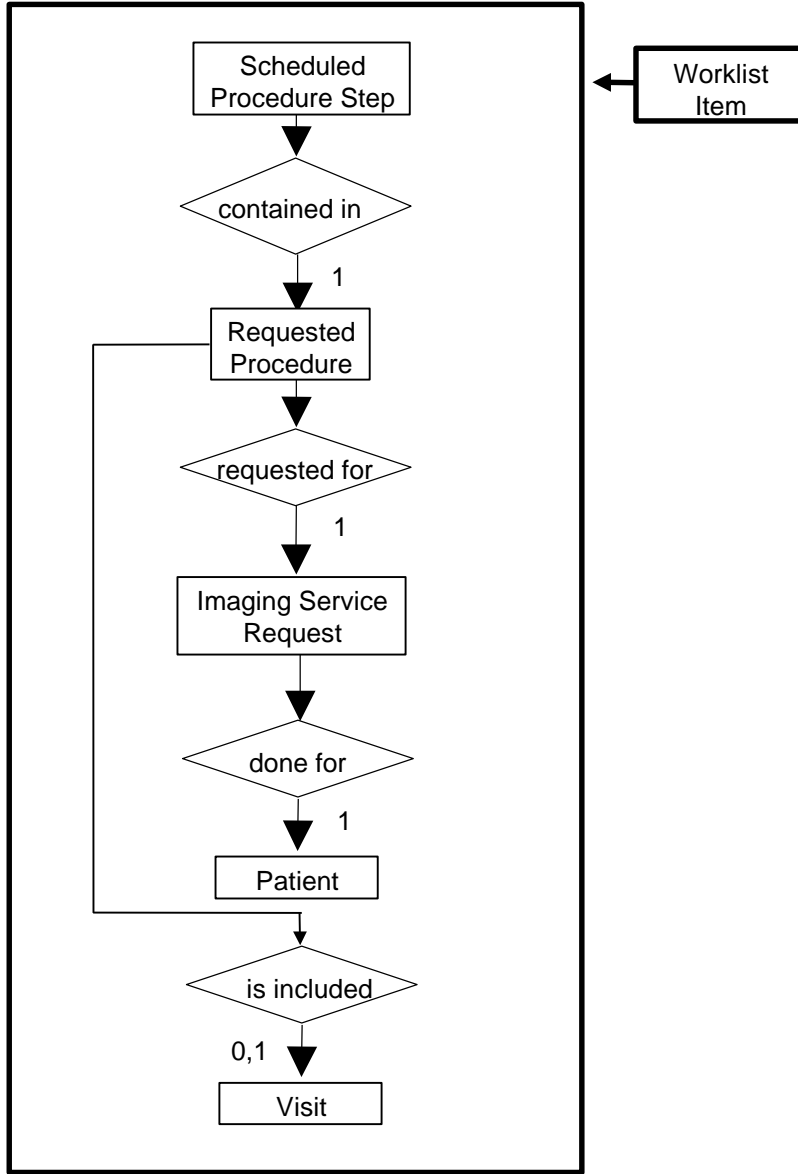 Scheduled
Procedure Step
Worklist
Item
contained in
1
Requested
Procedure
requested for
1
Imaging Service
Request
done for
1
Patient
is included
0,1
Visit